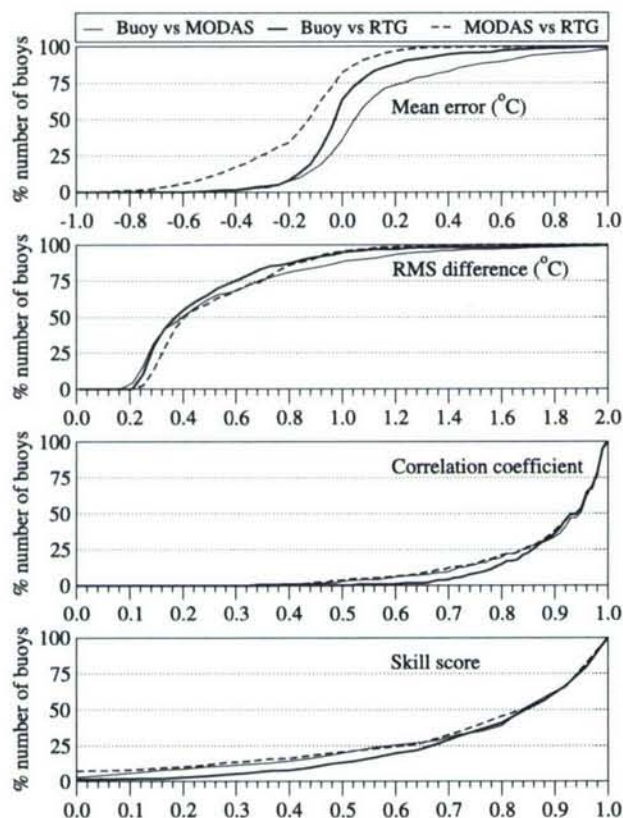 Buoy vs MODAS Buoy vs RTG MODAS vs RTG
% number of buoys
100
75
50
25
0
Mean error (°C)
-1.0 -0.8 -0.6 -0.4 -0.2 0.0 0.2 0.4 0.6 0.8 1.0
% number of buoys
100
75
50
25
0
RMS difference (°C)
0.0 0.2 0.4 0.6 0.8 1.0 1.2 1.4 1.6 1.8 2.0
% number of buoys
100
75
50
25
0
Correlation coefficient
0.0 0.1 0.2 0.3 0.4 0.5 0.6 0.7 0.8 0.9 1.0
% number of buoys
100
75
50
25
0
Skill score
0.0 0.1 0.2 0.3 0.4 0.5 0.6 0.7 0.8 0.9 1.0